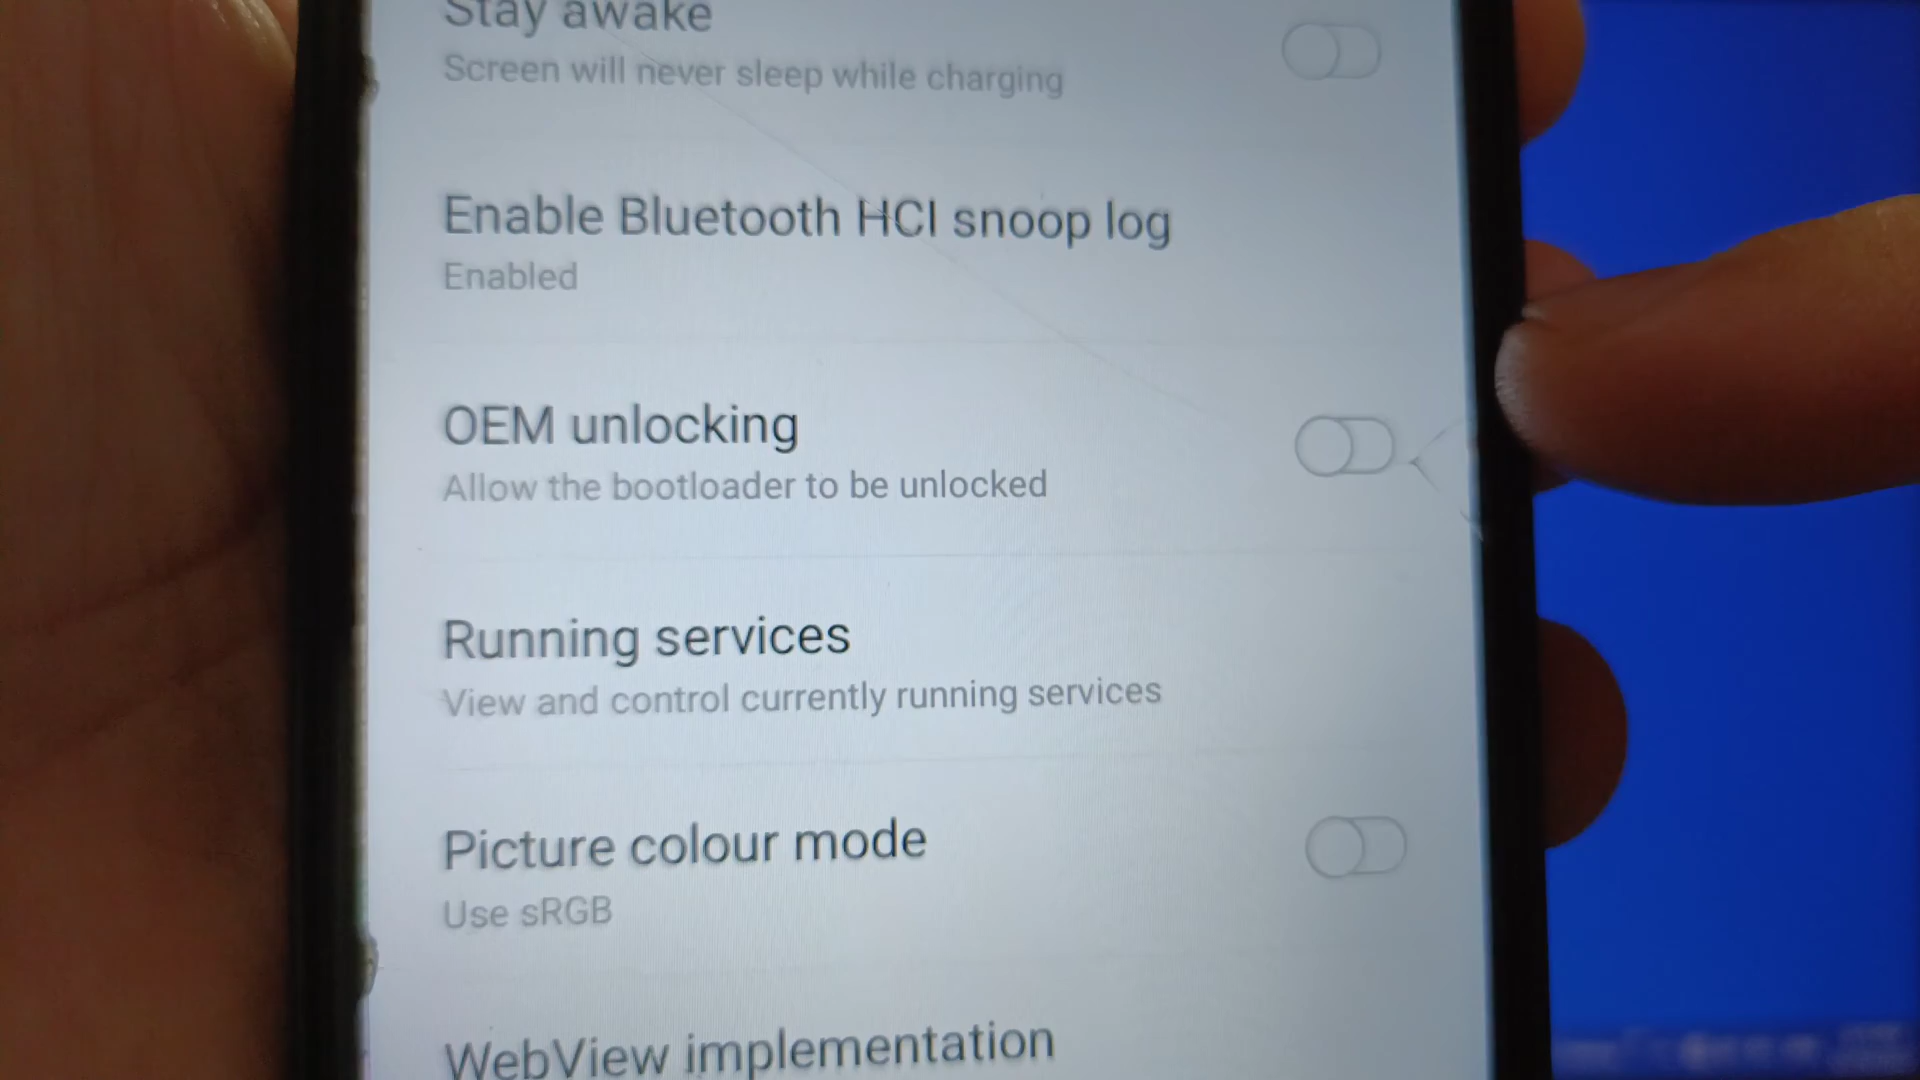 Stay awake
Screen will never sleep while charging
Enable Bluetooth HCI snoop log
Enabled
OEM unlocking
Allow the bootloader to be unlocked
Running services
View and control currently running services
Picture colour mode
Use sRGB
WebView implementation